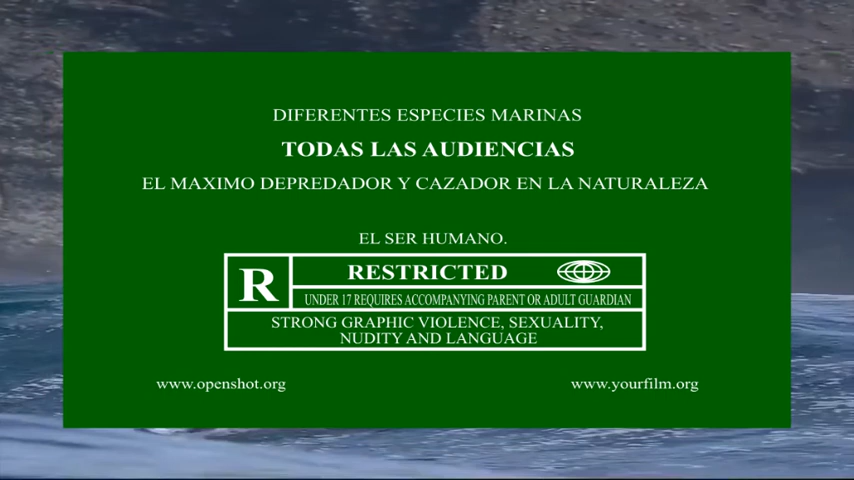 DIFERENTES ESPECIES MARINAS
TODAS LAS AUDIENCIAS
EL MAXIMO DEPREDADOR Y CAZADOR EN LA NATURALEZA
EL SER HUMANO.
R
RESTRICTED
UNDER 17 REQUIRES ACCOMPANYING PARENT OR ADULT GUARDIAN
STRONG GRAPHIC VIOLENCE, SEXUALITY,
NUDITY AND LANGUAGE
www.openshot.org
www.yourfilm.org